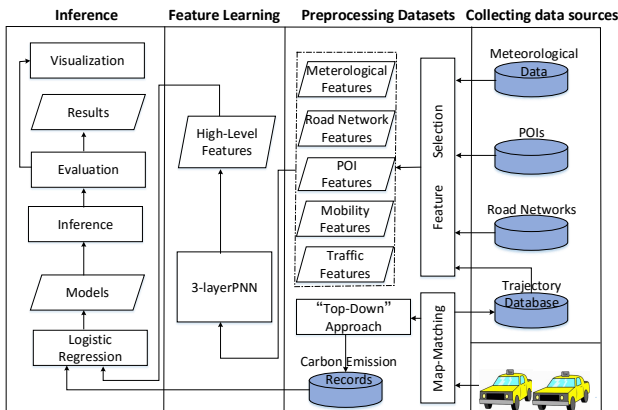 Inference
Feature Learning
Preprocessing Datasets
Collecting data sources
Visualization
Results
Evaluation
Inference
Models
Logistic
Regression
High-Level
Features
3-layerPNN
Meterological
Features
Road Network
Features
POI
Features
Mobility
Features
Traffic
Features
“Top-Down”
Approach
Carbon Emission
Records
Feature Selection
Map-Matching
Meteorological
Data
POIs
Road Networks
Trajectory
Database